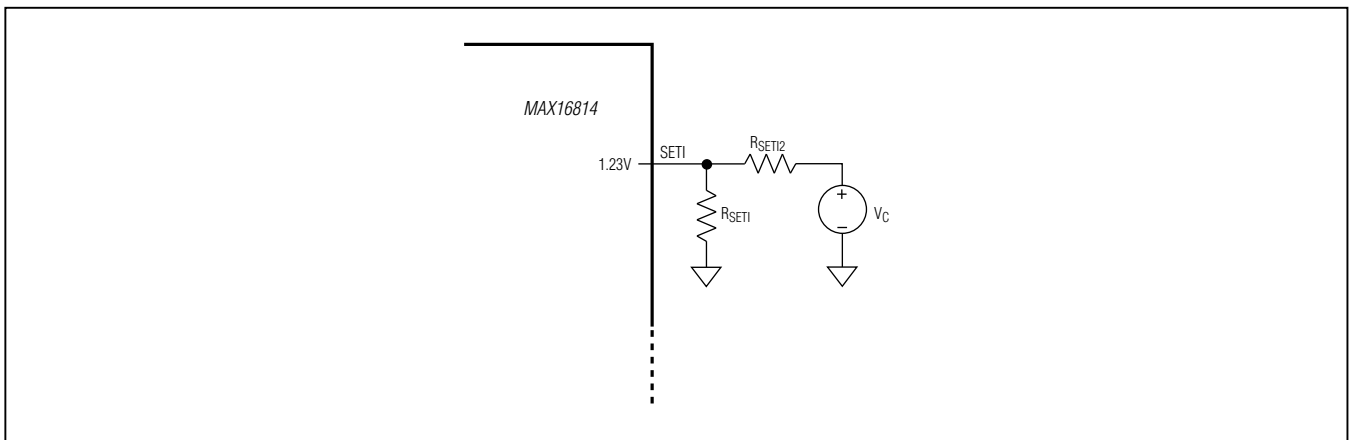 MAX16814
1.23V
SETI
RSETI2
RSETI
+
−
VC